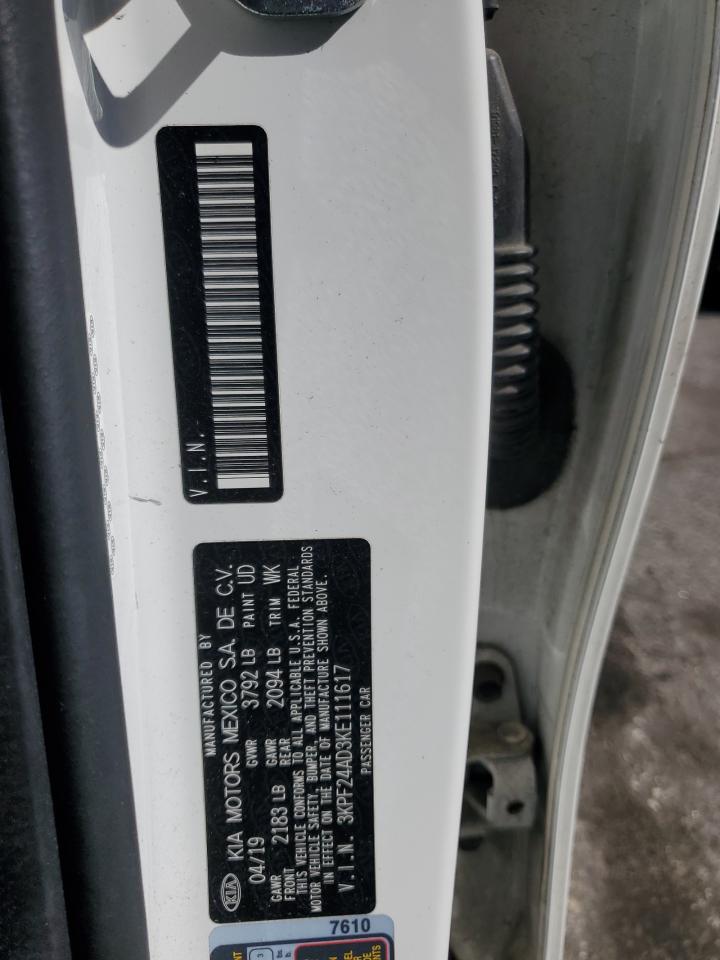 V.I.N.
MANUFACTURED BY
KIA KIA MOTORS MEXICO S.A. DE C.V.
04/19 GVWR 3792 LB PAINT UD
GAWR FRONT 2183 LB GAWR REAR 2094 LB TRIM WK
THIS VEHICLE CONFORMS TO ALL APPLICABLE U.S.A. FEDERAL
MOTOR VEHICLE SAFETY, BUMPER, AND THEFT PREVENTION STANDARDS
IN EFFECT ON THE DATE OF MANUFACTURE SHOWN ABOVE.
V.I.N. 3KPF24AD3KE111617
PASSENGER CAR
7610